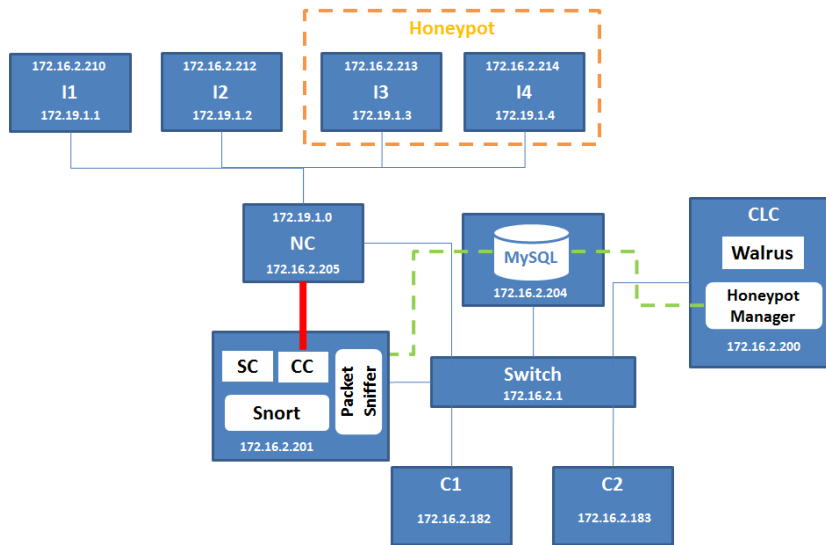 Honeypot
172.16.2.210
I1
172.19.1.1
172.16.2.212
I2
172.19.1.2
172.16.2.213
I3
172.19.1.3
172.16.2.214
I4
172.19.1.4
172.19.1.0
NC
172.16.2.205
MySQL
172.16.2.204
CLC
Walrus
Honeypot
Manager
172.16.2.200
SC
CC
Packet
Sniffer
Snort
172.16.2.201
Switch
172.16.2.1
C1
172.16.2.182
C2
172.16.2.183